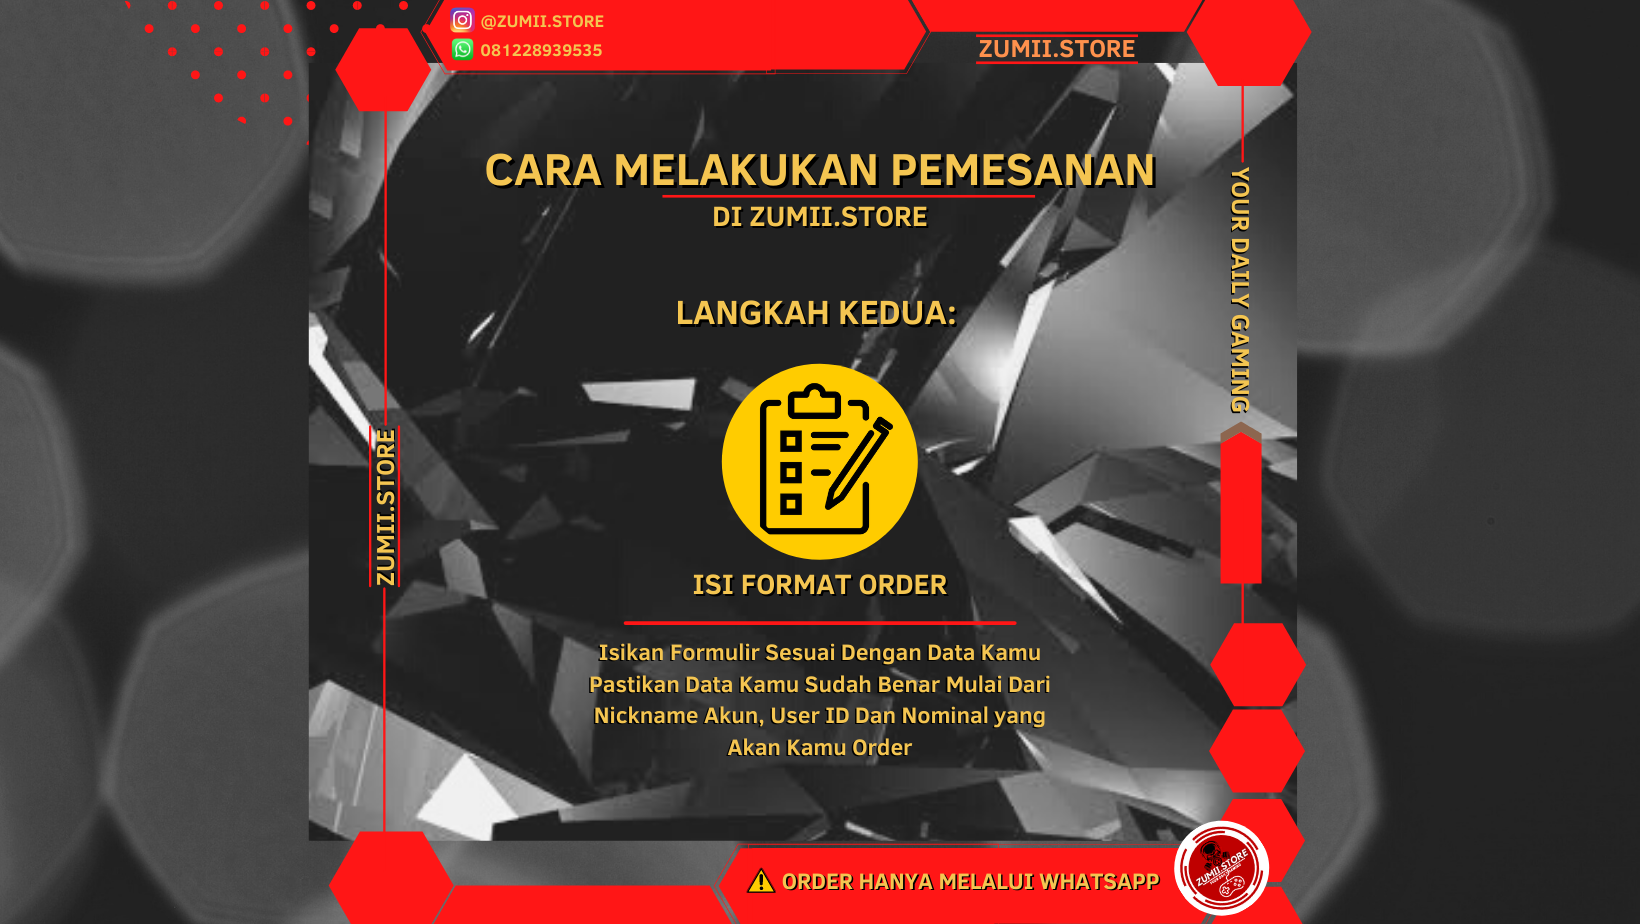 @ZUMII.STORE
081228939535
ZUMII.STORE
CARA MELAKUKAN PEMESANAN
DI ZUMII.STORE
YOUR DAILY GAMING
LANGKAH KEDUA:
ZUMII.STORE
ISI FORMAT ORDER
Isikan Formulir Sesuai Dengan Data Kamu
Pastikan Data Kamu Sudah Benar Mulai Dari
Nickname Akun, User ID Dan Nominal yang
Akan Kamu Order
ORDER HANYA MELALUI WHATSAPP
ZUMII.STORE